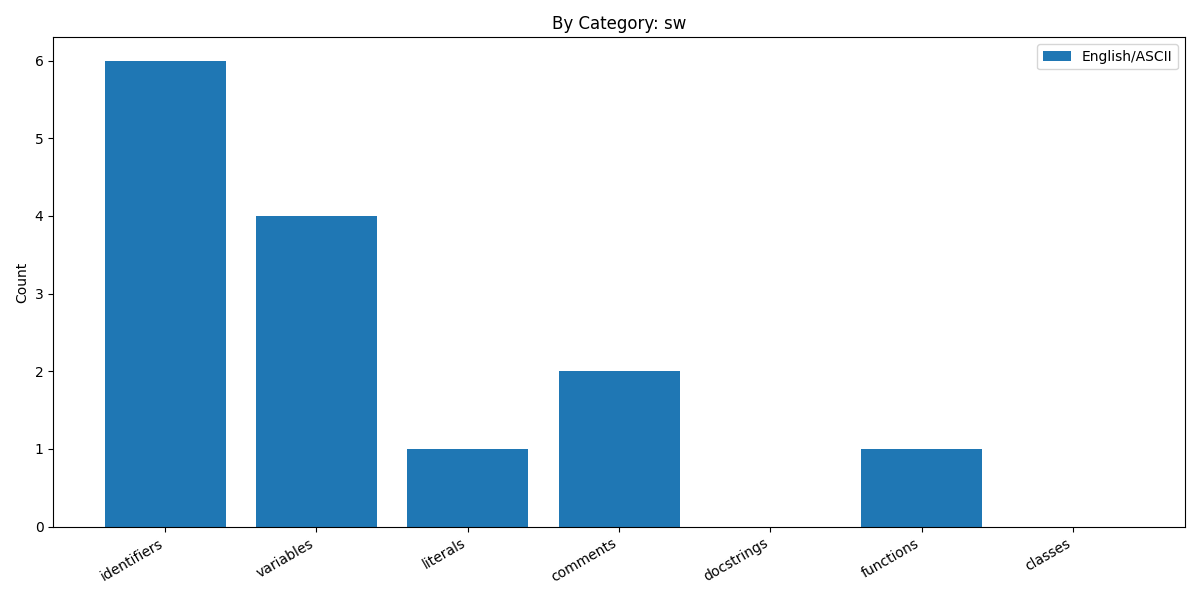 By Category: sw
English/ASCII
Count
6
5
4
3
2
1
0
identifiers
variables
literals
comments
docstrings
functions
classes